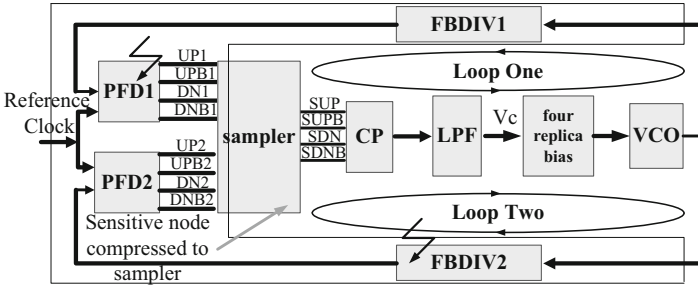 FBDIV1
UP1
UPB1
DN1
DNB1
PFD1
Loop One
Reference
Clock
sampler
SUP
SUPB
SDN
SDNB
CP
LPF
Vc
four
replica
bias
VCO
UP2
UPB2
DN2
DNB2
PFD2
Sensitive node
compressed to
sampler
Loop Two
FBDIV2